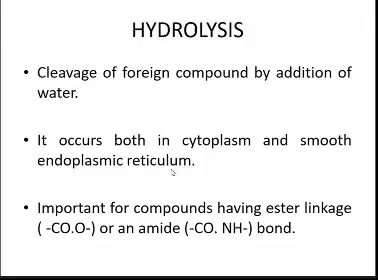 HYDROLYSIS
• Cleavage of foreign compound by addition of
water.
• It occurs both in cytoplasm and smooth
endoplasmic reticulum.
• Important for compounds having ester linkage
( -CO.O-) or an amide (-CO. NH-) bond.